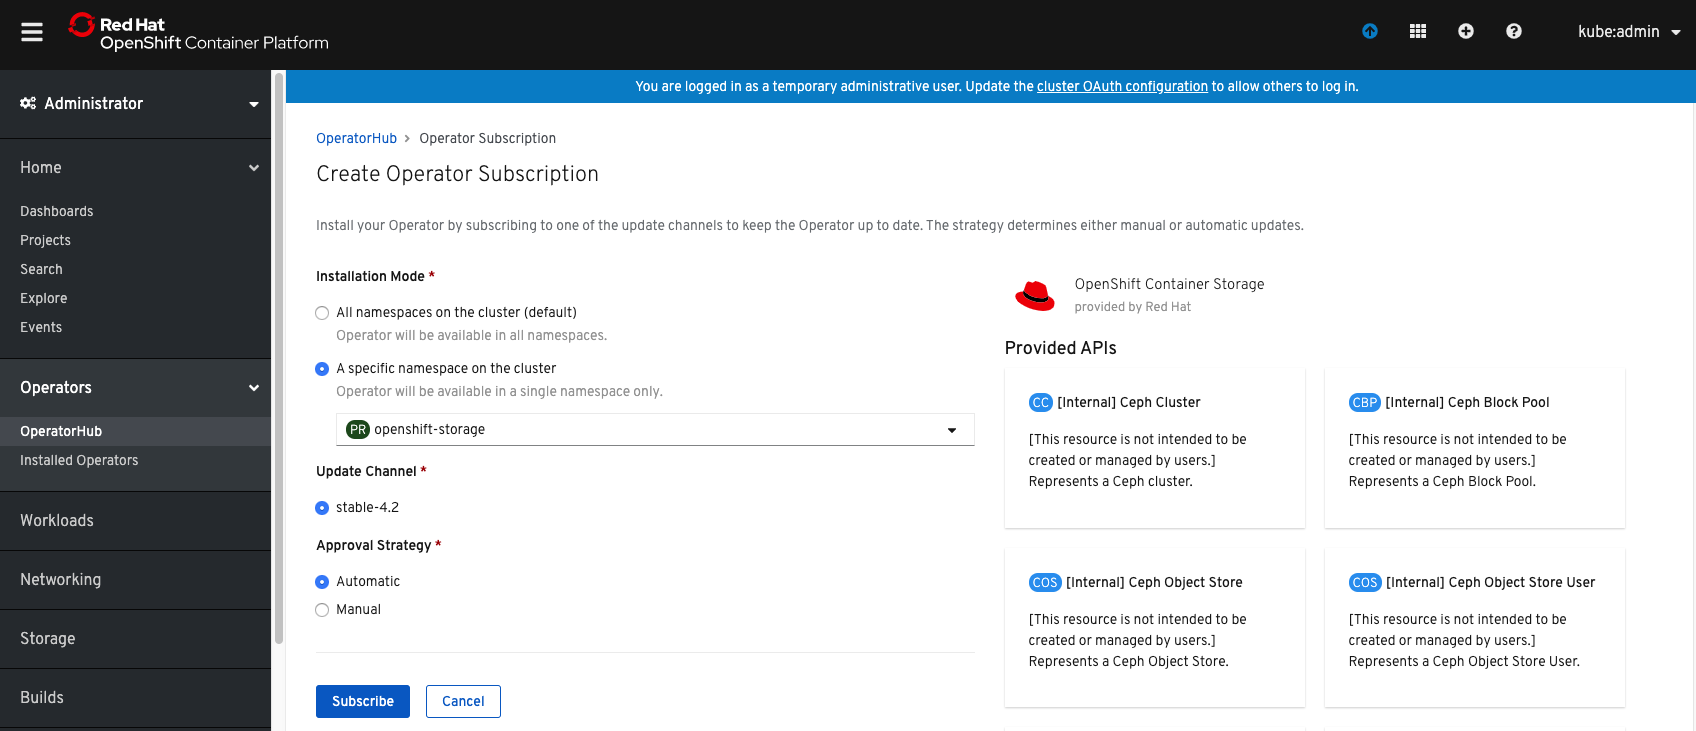 Red Hat
OpenShift Container Platform
kube:admin
Administrator
Home
Dashboards
Projects
Search
Explore
Events
Operators
OperatorHub
Installed Operators
Workloads
Networking
Storage
Builds
You are logged in as a temporary administrative user. Update the cluster OAuth configuration to allow others to log in.
OperatorHub > Operator Subscription
Create Operator Subscription
Install your Operator by subscribing to one of the update channels to keep the Operator up to date. The strategy determines either manual or automatic updates.
Installation Mode *
All namespaces on the cluster (default)
Operator will be available in all namespaces.
A specific namespace on the cluster
Operator will be available in a single namespace only.
PR openshift-storage
Update Channel *
stable-4.2
Approval Strategy *
Automatic
Manual
Subscribe Cancel
OpenShift Container Storage
provided by Red Hat
Provided APIs
CC [Internal] Ceph Cluster
[This resource is not intended to be
created or managed by users.]
Represents a Ceph cluster.
CBP [Internal] Ceph Block Pool
[This resource is not intended to be
created or managed by users.]
Represents a Ceph Block Pool.
COS [Internal] Ceph Object Store
[This resource is not intended to be
created or managed by users.]
Represents a Ceph Object Store.
COS [Internal] Ceph Object Store User
[This resource is not intended to be
created or managed by users.]
Represents a Ceph Object Store User.